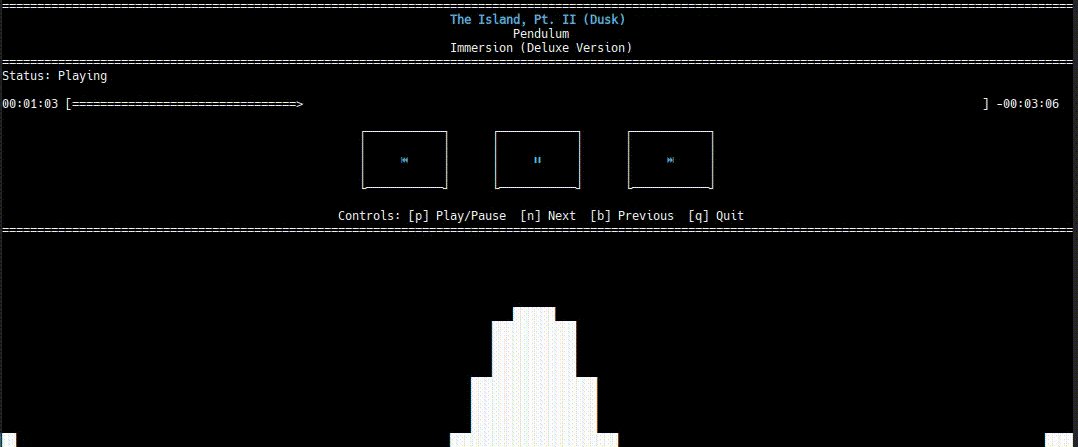 The Island, Pt. II (Dusk)
Pendulum
Immersion (Deluxe Version)
Status: Playing
00:01:03 [================================> ] -00:03:06
⏮ ⏸ ⏭
Controls: [p] Play/Pause [n] Next [b] Previous [q] Quit